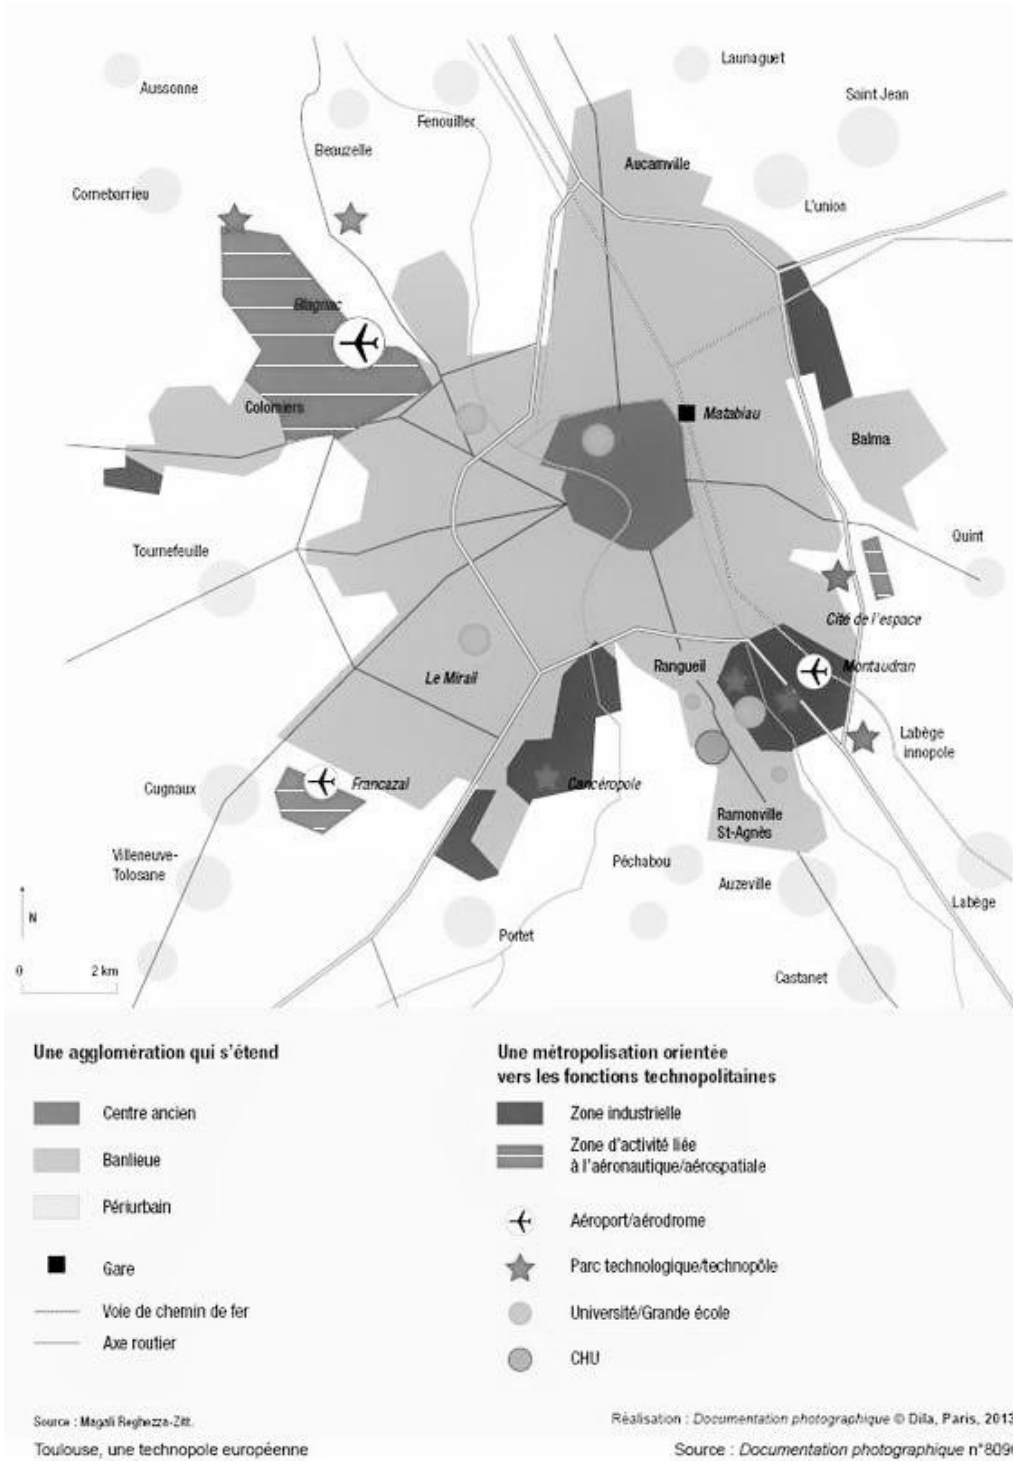 Launaguet
Aussonne
Saint Jean
Fenouillet
Beauzelle
Aucamville
Cornebarrieu
L'union
Blagnac
Colomiers
Matabiau
Balma
Quint
Tournefeuille
Cité de l'espace
Rangueil
Montaudran
Le Mirail
Labège
innopole
Cugnaux
Francazal
Cancéropole
Ramonville
St-Agnès
Villeneuve-
Tolosane
Péchabou
Auzeville
Labège
N
Portet
0 2 km
Castanet
Une agglomération qui s'étend
Centre ancien
Banlieue
Périurbain
Gare
Voie de chemin de fer
Axe routier
Une métropolisation orientée
vers les fonctions technopolitaines
Zone industrielle
Zone d'activité liée
à l'aéronautique/aérospatiale
Aéroport/aérodrome
Parc technologique/technopôle
Université/Grande école
CHU
Source : Magali Reghezza-Zitt.
Réalisation : Documentation photographique © Dila, Paris, 2013
Toulouse, une technopole européenne
Source : Documentation photographique n°809